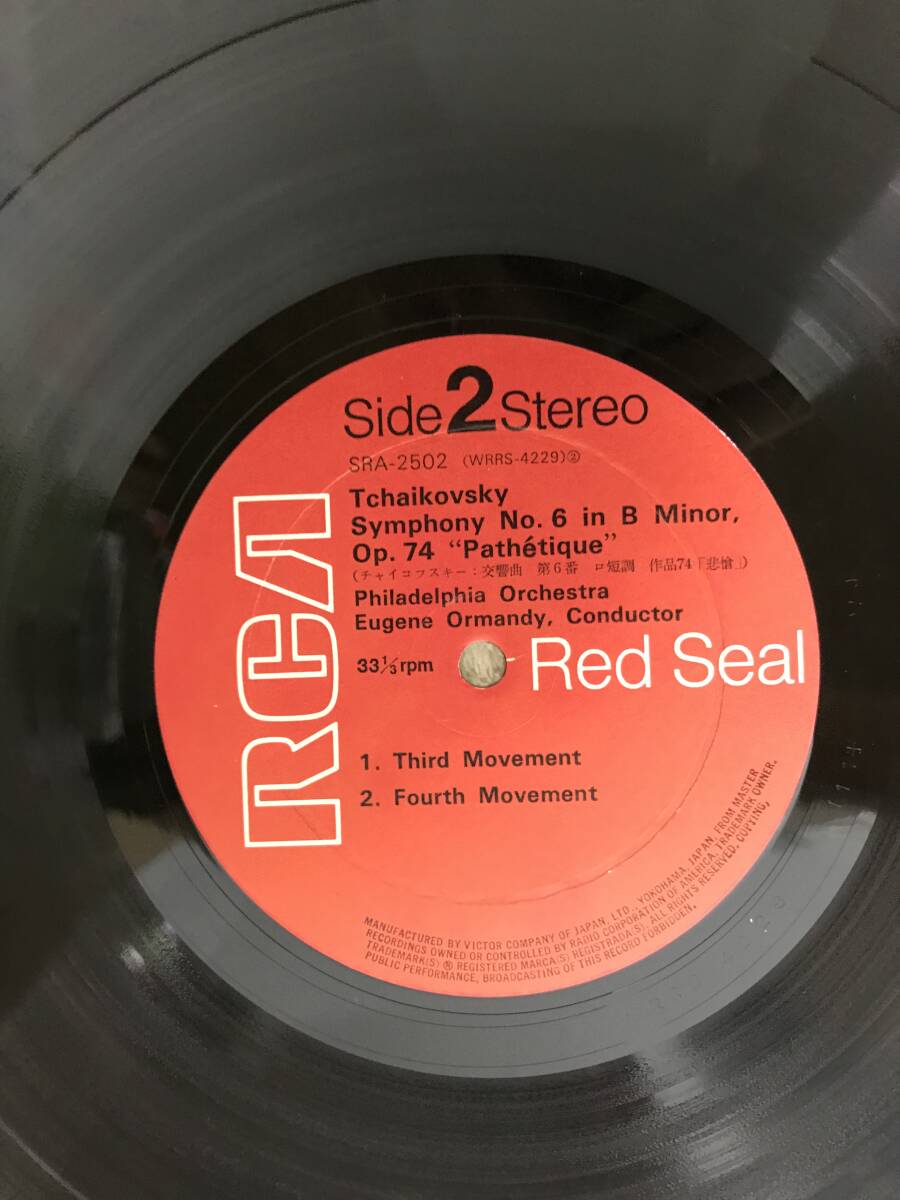 Side 2 Stereo
SRA-2502 (WRRS-4229)②
Tchaikovsky
Symphony No. 6 in B Minor,
Op. 74 “Pathétique”
(チャイコフスキー:交響曲 第6番 ロ短調 作品74「悲愴」)
Philadelphia Orchestra
Eugene Ormandy, Conductor
33⅓ rpm
Red Seal
RCA
1. Third Movement
2. Fourth Movement
MANUFACTURED BY VICTOR COMPANY OF JAPAN, LTD., YOKOHAMA, JAPAN, FROM MASTER
RECORDINGS OWNED OR CONTROLLED BY RADIO CORPORATION OF AMERICA, TRADEMARK OWNER.
TRADEMARK(S) ® REGISTERED MARCA(S) REGISTRADA(S). ALL RIGHTS RESERVED. COPYING,
PUBLIC PERFORMANCE, BROADCASTING OF THIS RECORD FORBIDDEN.